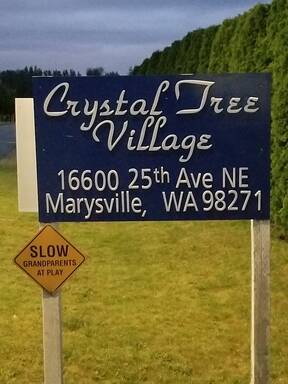 Crystal Tree
Village
16600 25th Ave NE
Marysville, WA 98271
SLOW
GRANDPARENTS
AT PLAY